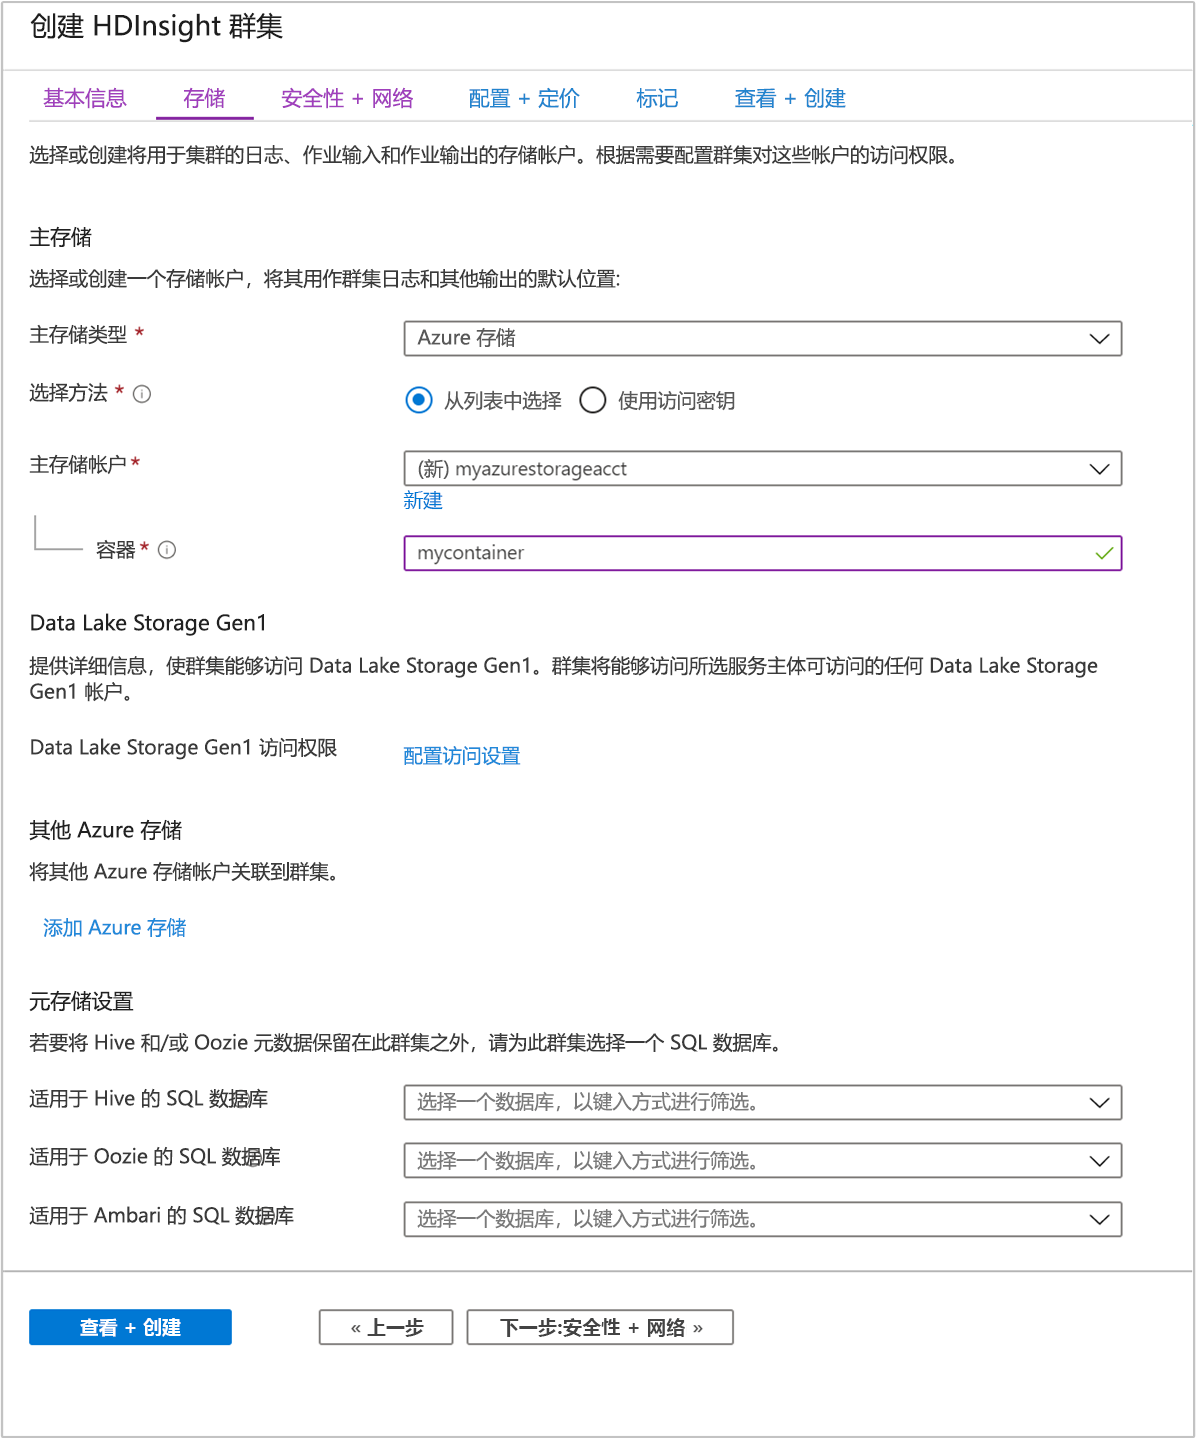 创建 HDInsight 群集
基本信息 存储 安全性 + 网络 配置 + 定价 标记 查看 + 创建
选择或创建将用于集群的日志、作业输入和作业输出的存储帐户。根据需要配置群集对这些帐户的访问权限。
主存储
选择或创建一个存储帐户，将其用作群集日志和其他输出的默认位置:
主存储类型 * Azure 存储
选择方法 * 从列表中选择 使用访问密钥
主存储帐户 * (新) myazurestorageacct
新建
容器 * mycontainer
Data Lake Storage Gen1
提供详细信息，使群集能够访问 Data Lake Storage Gen1。群集将能够访问所选服务主体可访问的任何 Data Lake Storage
Gen1 帐户。
Data Lake Storage Gen1 访问权限 配置访问设置
其他 Azure 存储
将其他 Azure 存储帐户关联到群集。
添加 Azure 存储
元存储设置
若要将 Hive 和/或 Oozie 元数据保留在此群集之外，请为此群集选择一个 SQL 数据库。
适用于 Hive 的 SQL 数据库 选择一个数据库，以键入方式进行筛选。
适用于 Oozie 的 SQL 数据库 选择一个数据库，以键入方式进行筛选。
适用于 Ambari 的 SQL 数据库 选择一个数据库，以键入方式进行筛选。
查看 + 创建 « 上一步 下一步:安全性 + 网络 »